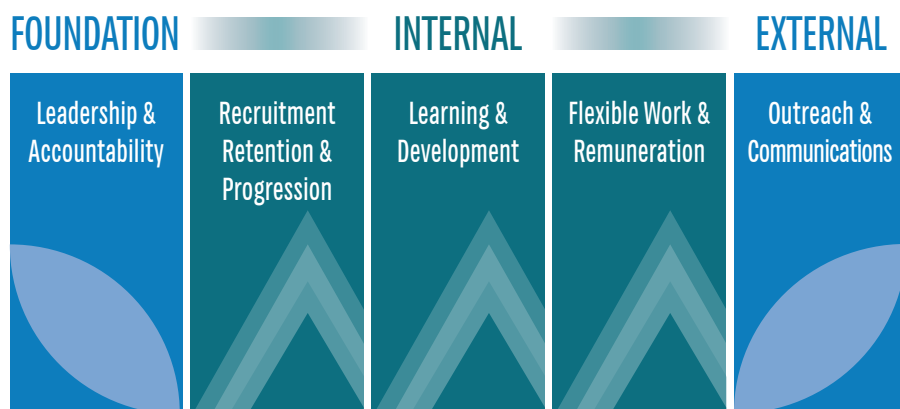 FOUNDATION
INTERNAL
EXTERNAL
Leadership &
Accountability
Recruitment
Retention &
Progression
Learning &
Development
Flexible Work &
Remuneration
Outreach &
Communications